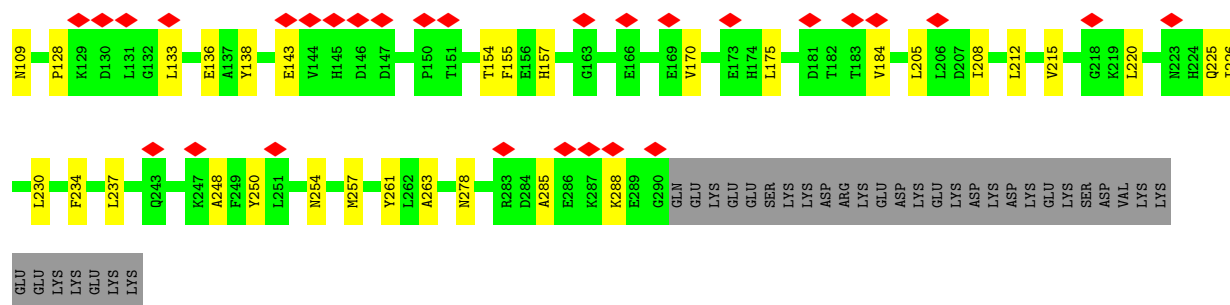 N109 P128 K129 D130 L131 G132 L133 E136 A137 Y138 E143 V144 H145 D146 D147 P150 T151 T154 F155 E156 H157 G163 E166 E169 V170 E173 H174 L175 D181 T182 T183 V184 L205 L206 D207 I208 L212 V215 G218 K219 L220 N223 H224 Q225
L230 F234 L237 Q243 K247 A248 F249 Y250 L251 N254 M257 Y261 L262 A263 N278 R283 D284 A285 E286 K287 K288 E289 G290 GLN GLU LYS GLU GLU SER LYS LYS ASP ARG LYS GLU ASP LYS GLU LYS ASP LYS ASP LYS GLU LYS SER ASP VAL LYS LYS
GLU GLU LYS LYS GLU LYS LYS